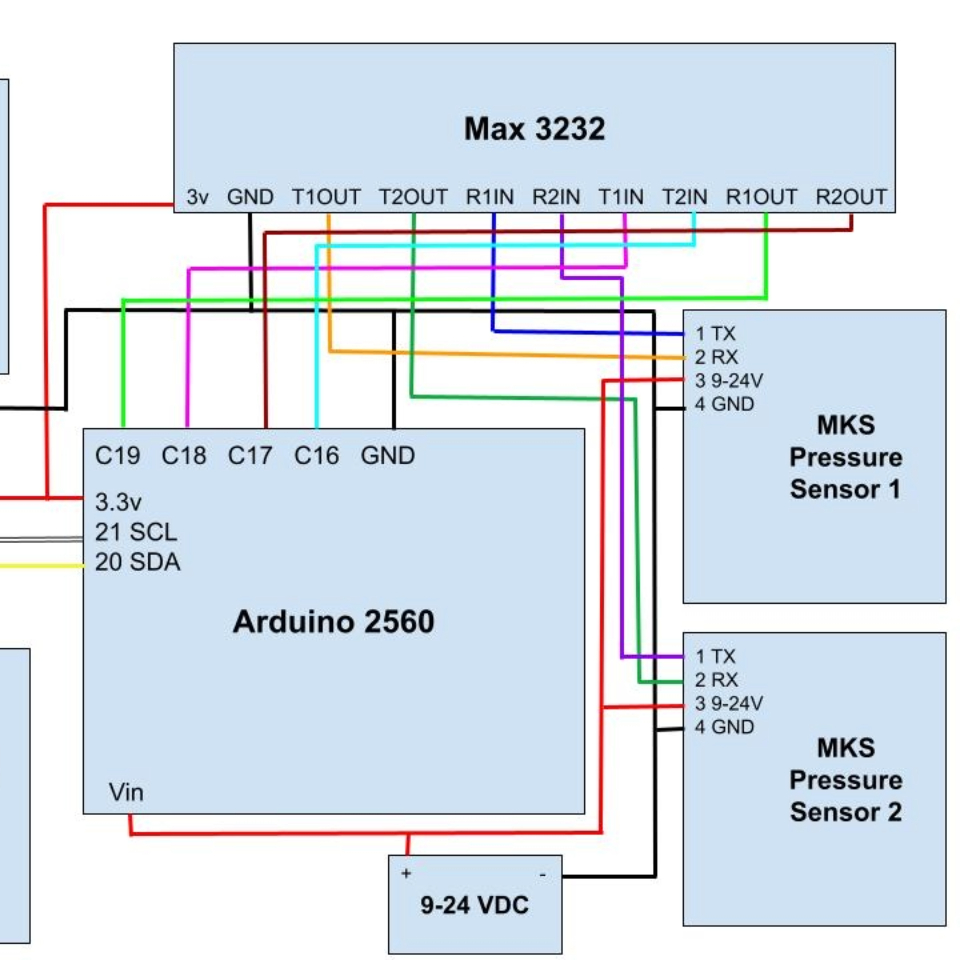 Max 3232
3v GND T1OUT T2OUT R1IN R2IN T1IN T2IN R1OUT R2OUT
1 TX
2 RX
3 9-24V
4 GND
MKS
Pressure
Sensor 1
C19 C18 C17 C16 GND
3.3v
21 SCL
20 SDA
Arduino 2560
1 TX
2 RX
3 9-24V
4 GND
MKS
Pressure
Sensor 2
Vin
+ -
9-24 VDC